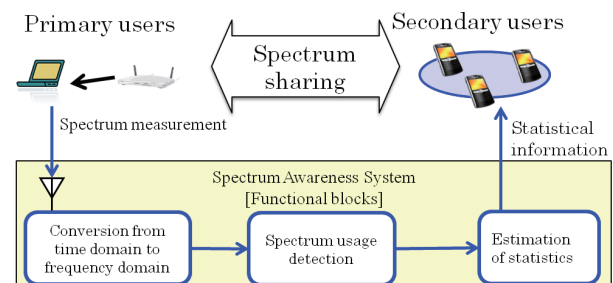 Primary users
Secondary users
Spectrum
sharing
Spectrum measurement
Statistical
information
Spectrum Awareness System
[Functional blocks]
Conversion from
time domain to
frequency domain
Spectrum usage
detection
Estimation
of statistics